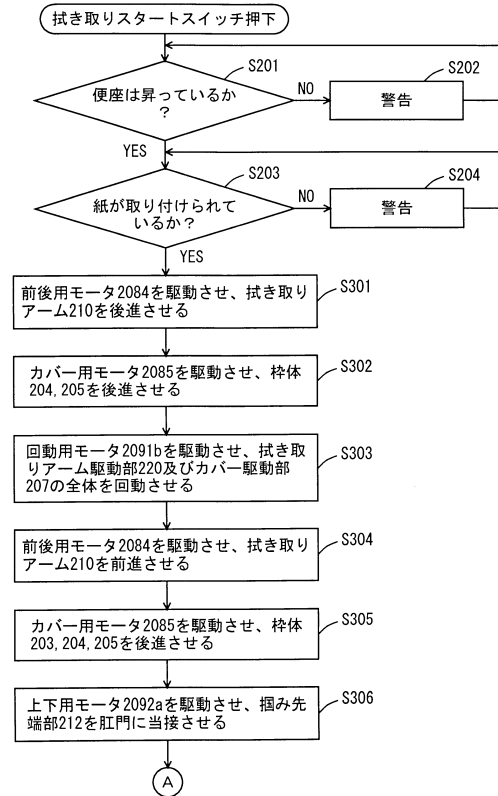 拭き取りスタートスイッチ押下
S201
便座は昇っているか
?
NO
S202
警告
YES
S203
紙が取り付けられて
いるか?
NO
S204
警告
YES
前後用モータ2084を駆動させ、拭き取り
アーム210を後進させる
S301
カバー用モータ2085を駆動させ、枠体
204,205を後進させる
S302
回動用モータ2091bを駆動させ、拭き取
りアーム駆動部220及びカバー駆動部
207の全体を回動させる
S303
前後用モータ2084を駆動させ、拭き取り
アーム210を前進させる
S304
カバー用モータ2085を駆動させ、枠体
203,204,205を後進させる
S305
上下用モータ2092aを駆動させ、掴み先
端部212を肛門に当接させる
S306
A